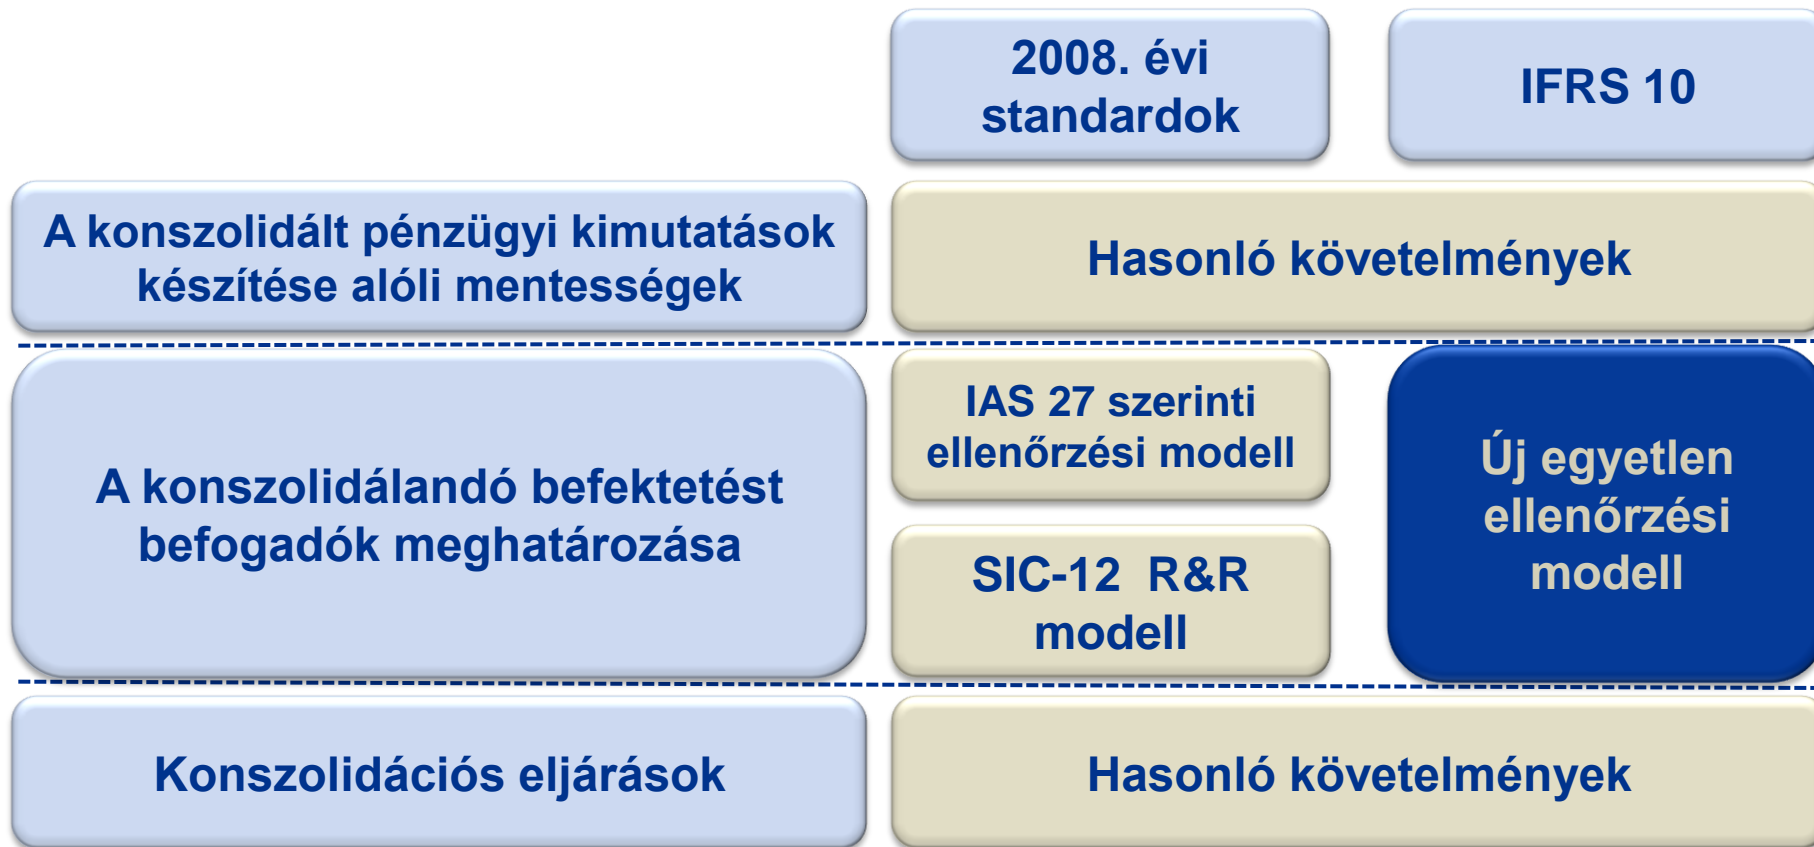 2008. évi
standardok
IFRS 10
A konszolidált pénzügyi kimutatások
készítése alóli mentességek
Hasonló követelmények
A konszolidálandó befektetést
befogadók meghatározása
IAS 27 szerinti
ellenőrzési modell
SIC-12 R&R
modell
Új egyetlen
ellenőrzési
modell
Konszolidációs eljárások
Hasonló követelmények